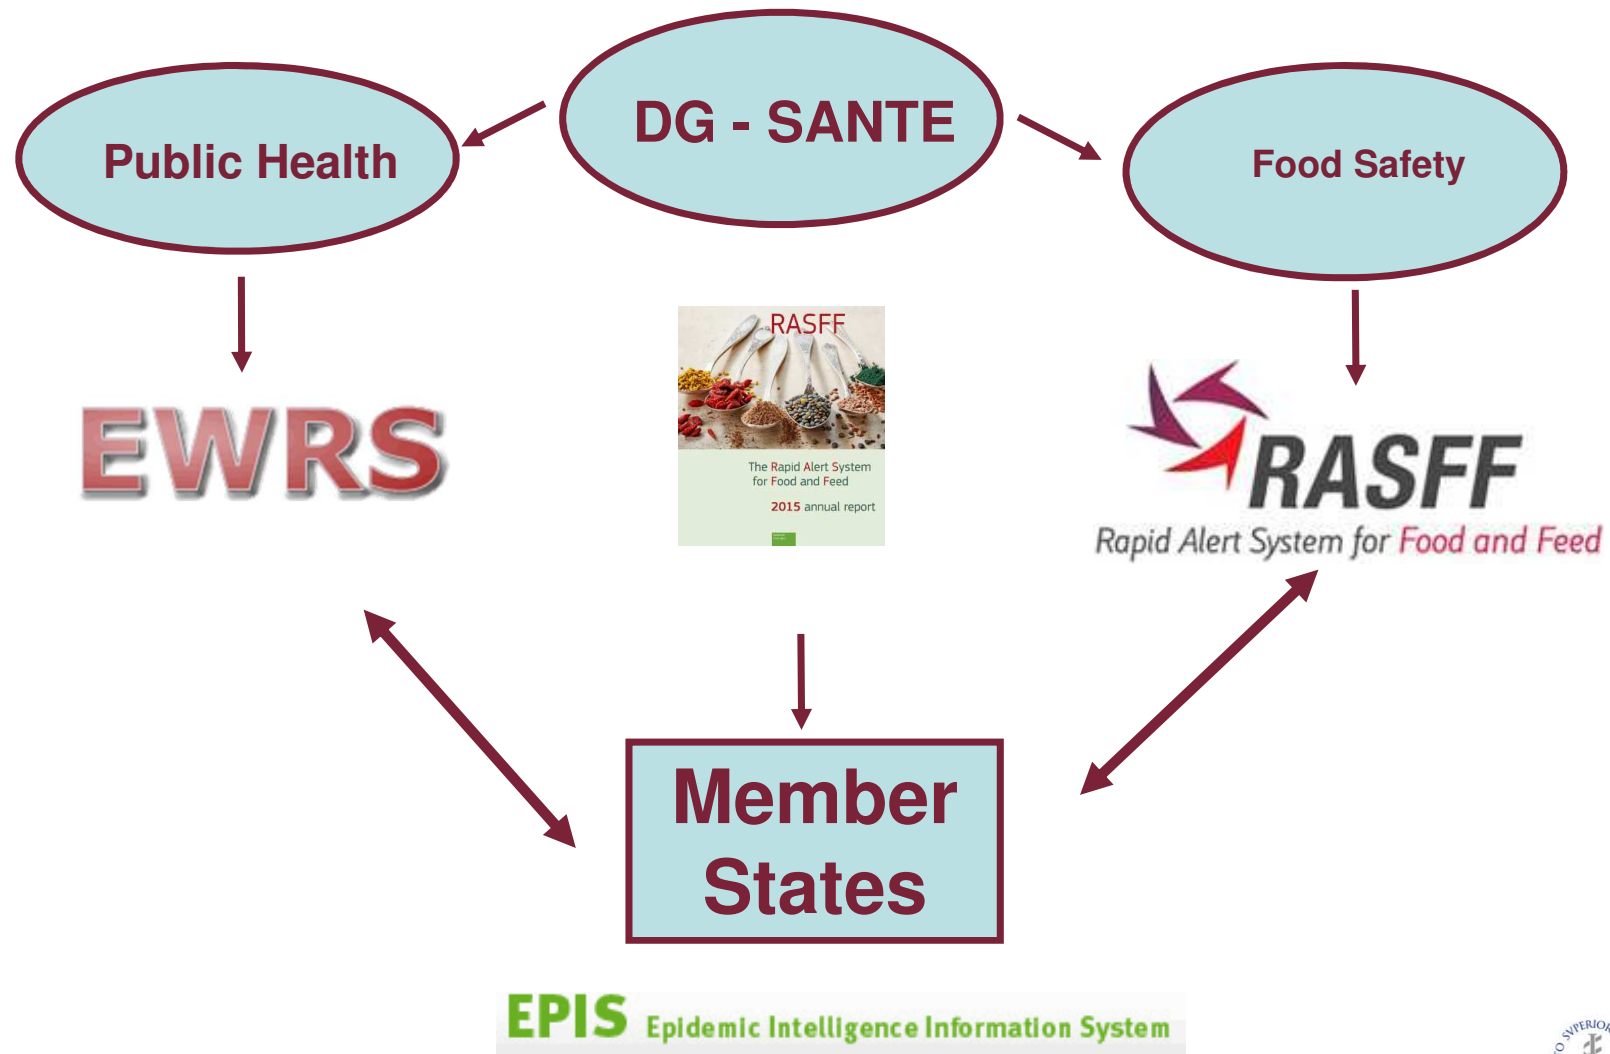 DG - SANTE
Public Health
Food Safety
EWRS
RASFF
The Rapid Alert System
for Food and Feed
2015 annual report
RASFF
Rapid Alert System for Food and Feed
Member
States
EPIS Epidemic Intelligence Information System